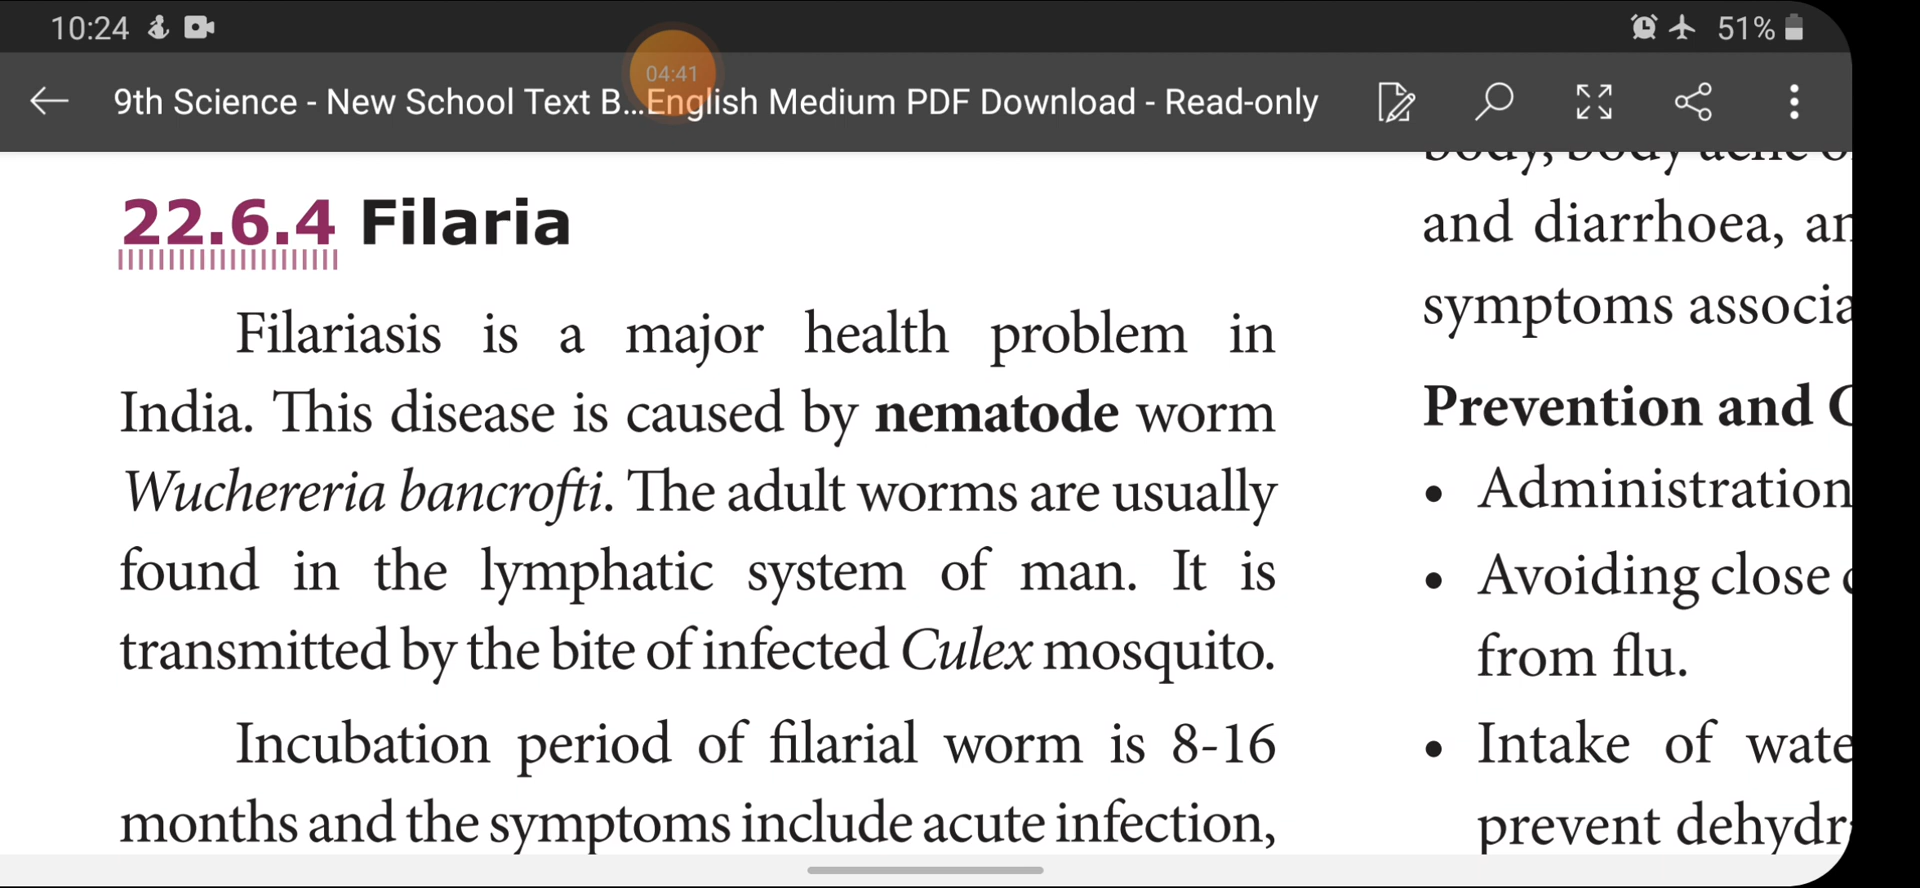 10:24
51%
04:41
9th Science - New School Text B...English Medium PDF Download - Read-only
22.6.4 Filaria
Filariasis is a major health problem in
India. This disease is caused by nematode worm
Wuchereria bancrofti. The adult worms are usually
found in the lymphatic system of man. It is
transmitted by the bite of infected Culex mosquito.
Incubation period of filarial worm is 8-16
months and the symptoms include acute infection,
body, body ache
and diarrhoea,
symptoms
Prevention and
• Administration
• Avoiding close
from flu.
• Intake of
prevent